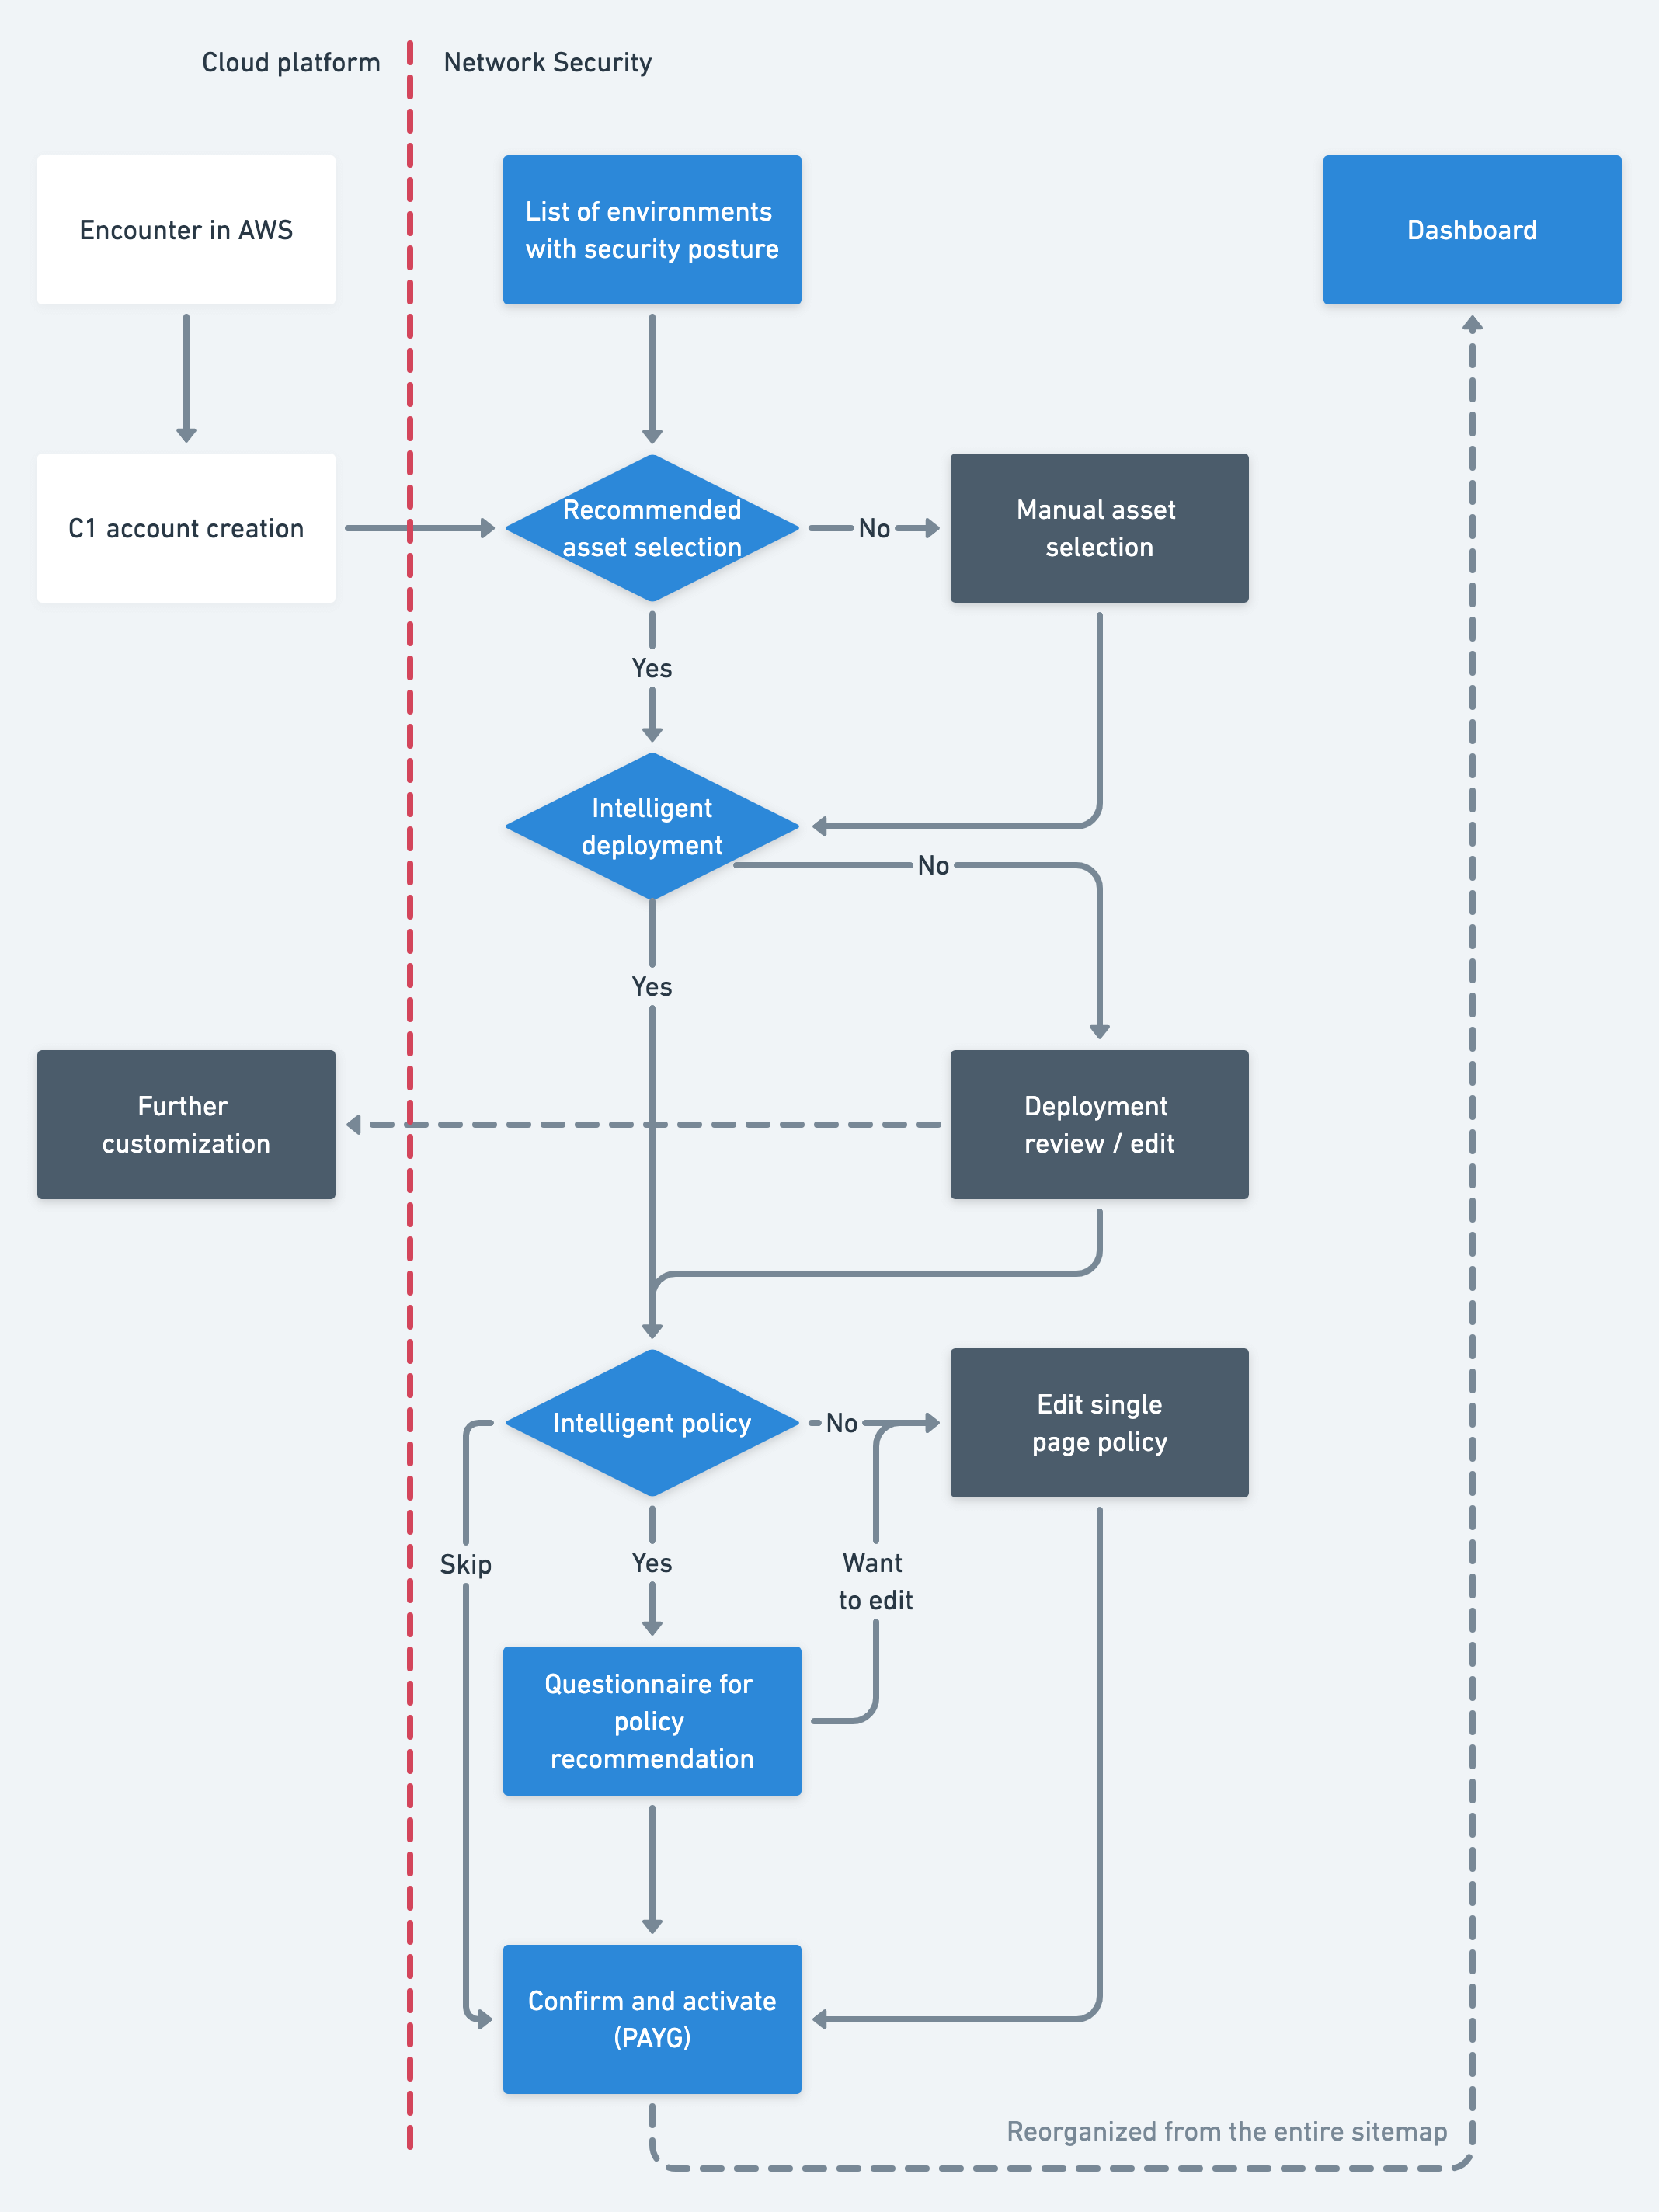 Cloud platform
Network Security
Encounter in AWS
List of environments
with security posture
Dashboard
C1 account creation
Recommended
asset selection
No
Manual asset
selection
Yes
Intelligent
deployment
No
Yes
Further
customization
Deployment
review / edit
Intelligent policy
No
Edit single
page policy
Skip
Yes
Want
to edit
Questionnaire for
policy
recommendation
Confirm and activate
(PAYG)
Reorganized from the entire sitemap